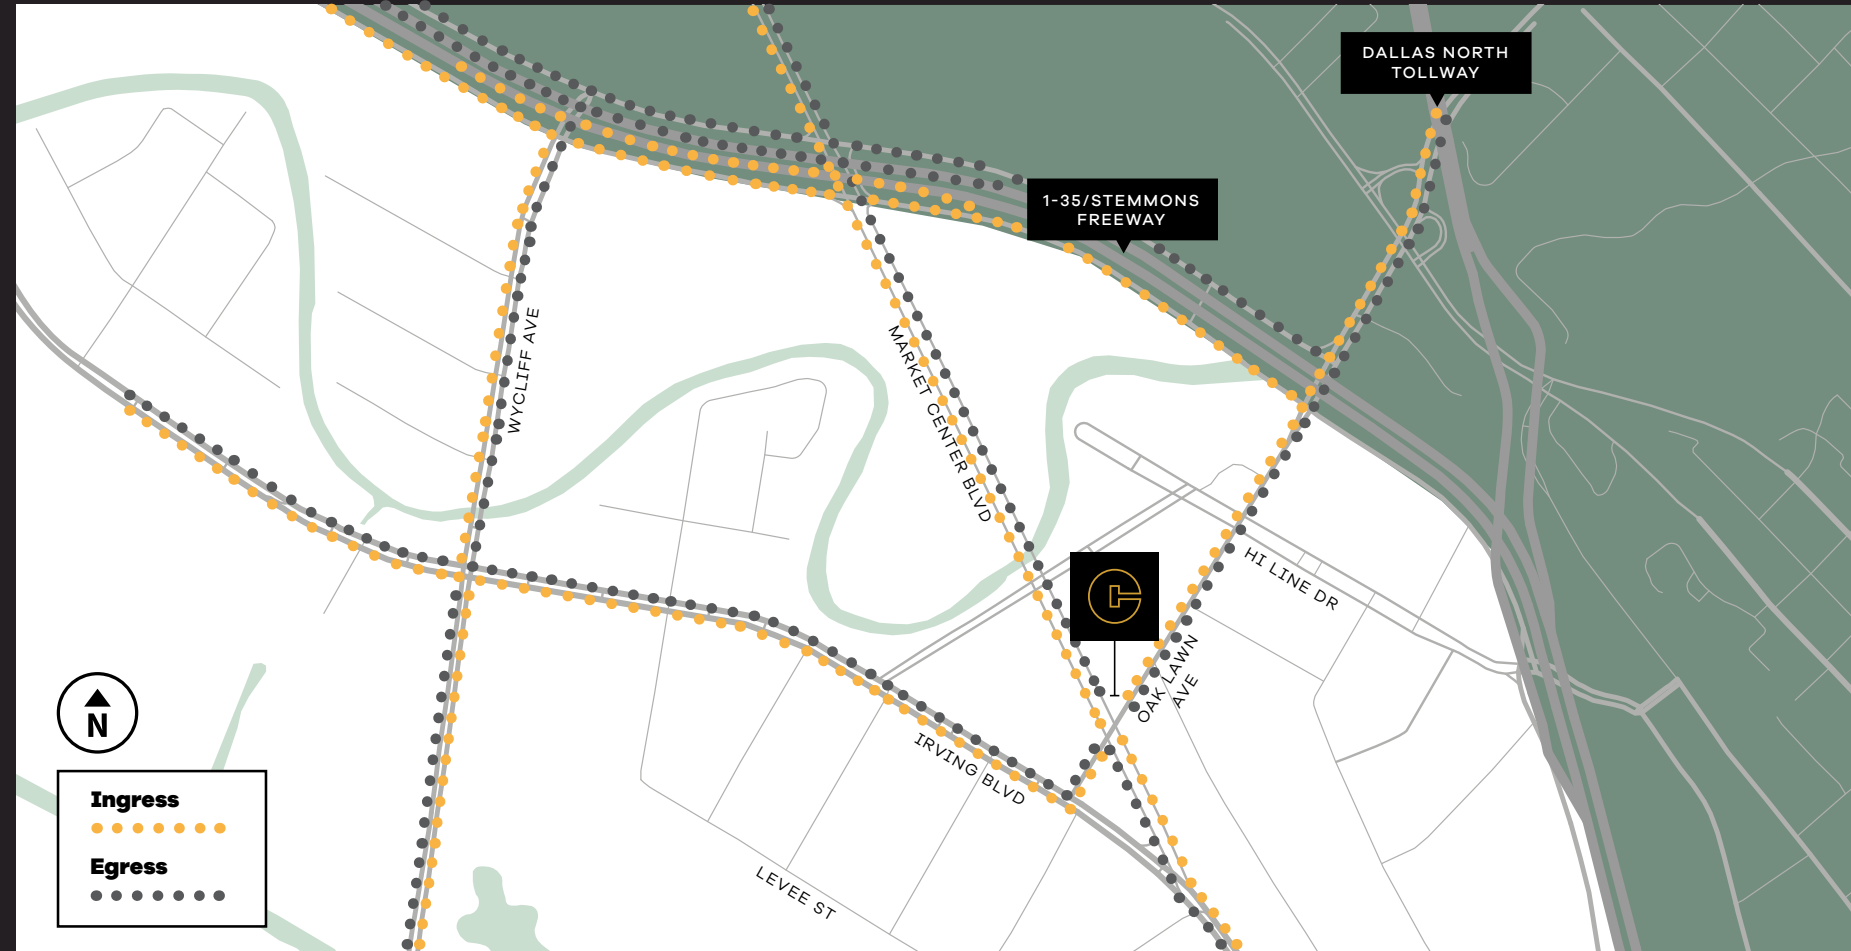 DALLAS NORTH
TOLLWAY
1-35/STEMMONS
FREEWAY
WYCLIFF AVE
MARKET CENTER BLVD
HI LINE DR
OAK LAWN
AVE
IRVING BLVD
LEVEE ST
N
Ingress
Egress